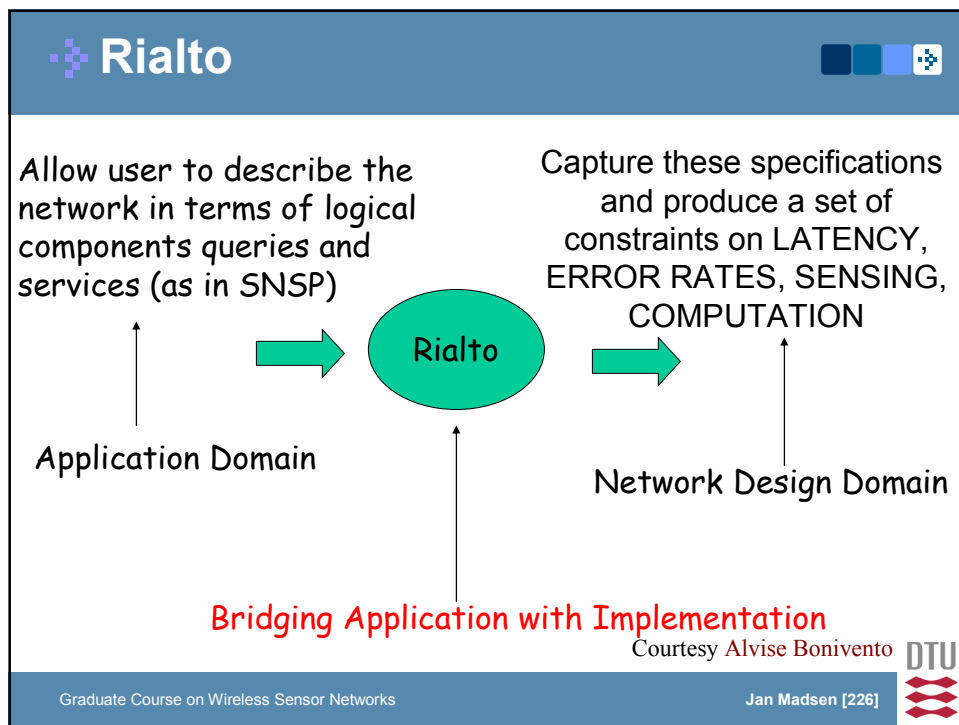 Rialto
Allow user to describe the
network in terms of logical
components queries and
services (as in SNSP)
Capture these specifications
and produce a set of
constraints on LATENCY,
ERROR RATES, SENSING,
COMPUTATION
Rialto
Application Domain
Network Design Domain
Bridging Application with Implementation
Courtesy Alvise Bonivento
DTU
Graduate Course on Wireless Sensor Networks
Jan Madsen [226]